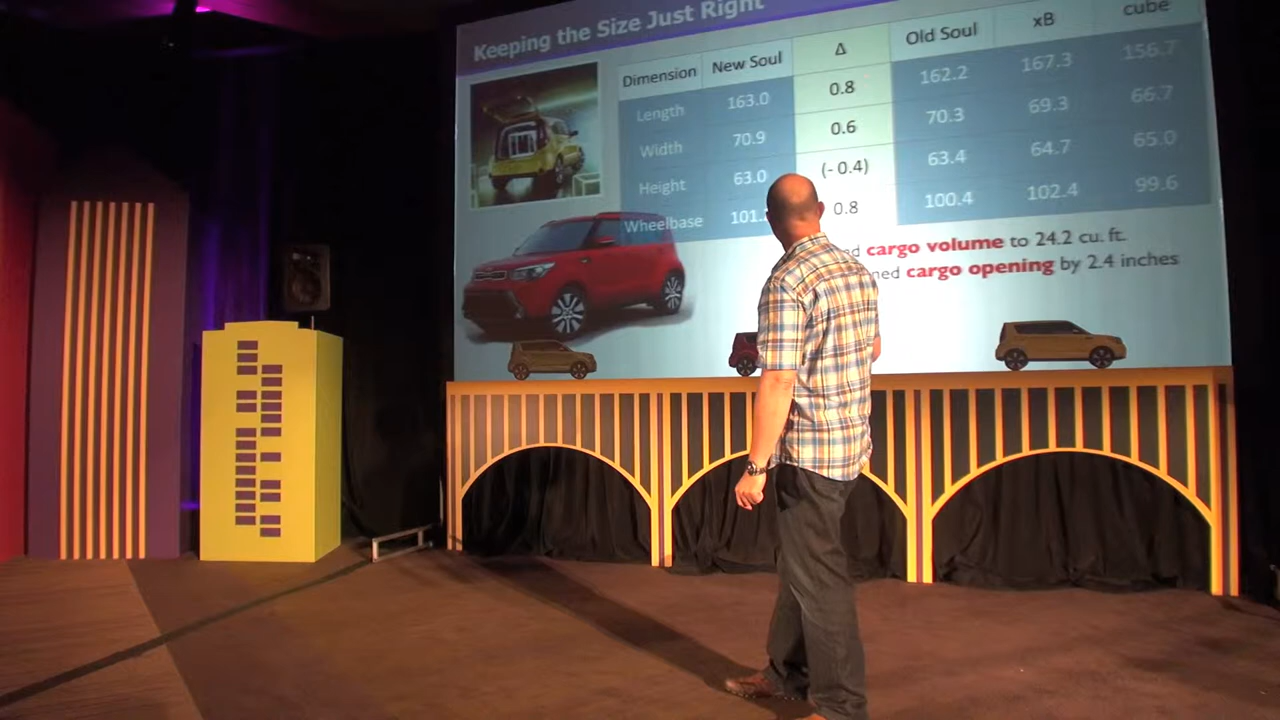 Keeping the Size Just Right
Dimension New Soul Δ Old Soul xB cube
Length 163.0 0.8 162.2 167.3 156.7
Width 70.9 0.6 70.3 69.3 66.7
Height 63.0 (- 0.4) 63.4 64.7 65.0
Wheelbase 101. 0.8 100.4 102.4 99.6
cargo volume to 24.2 cu. ft.
cargo opening by 2.4 inches